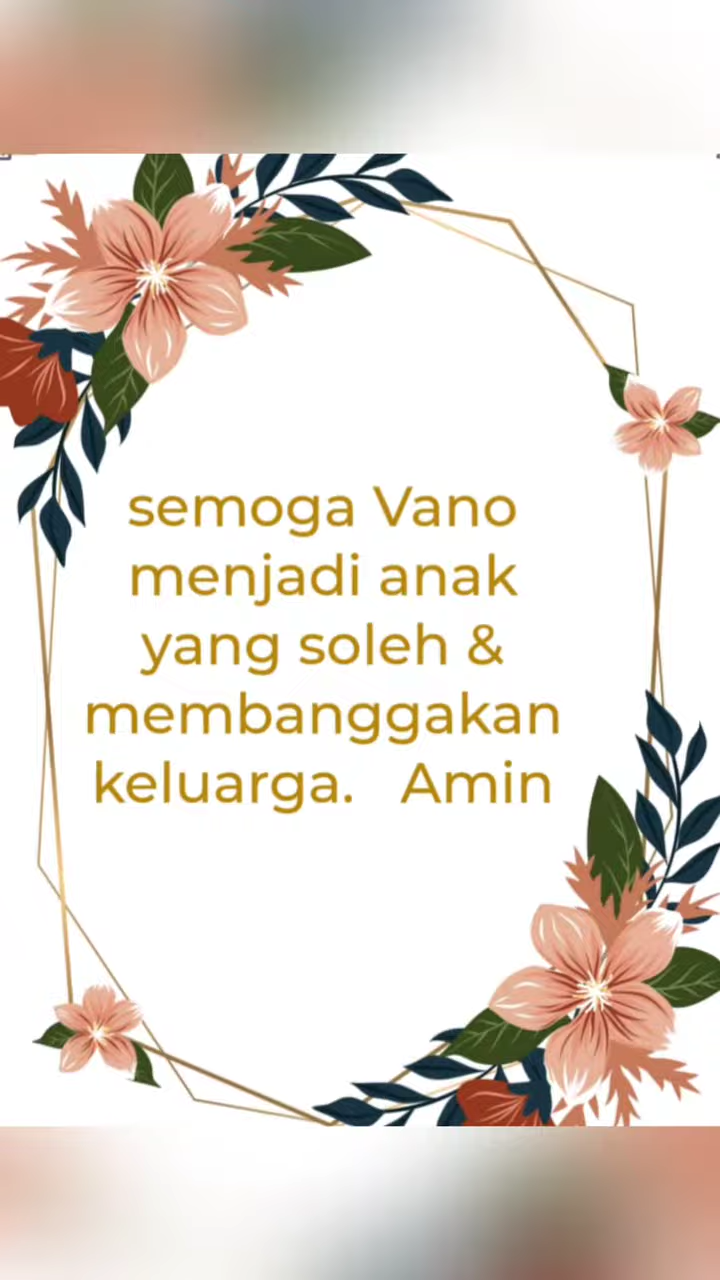 semoga Vano
menjadi anak
yang soleh &
membanggakan
keluarga.   Amin